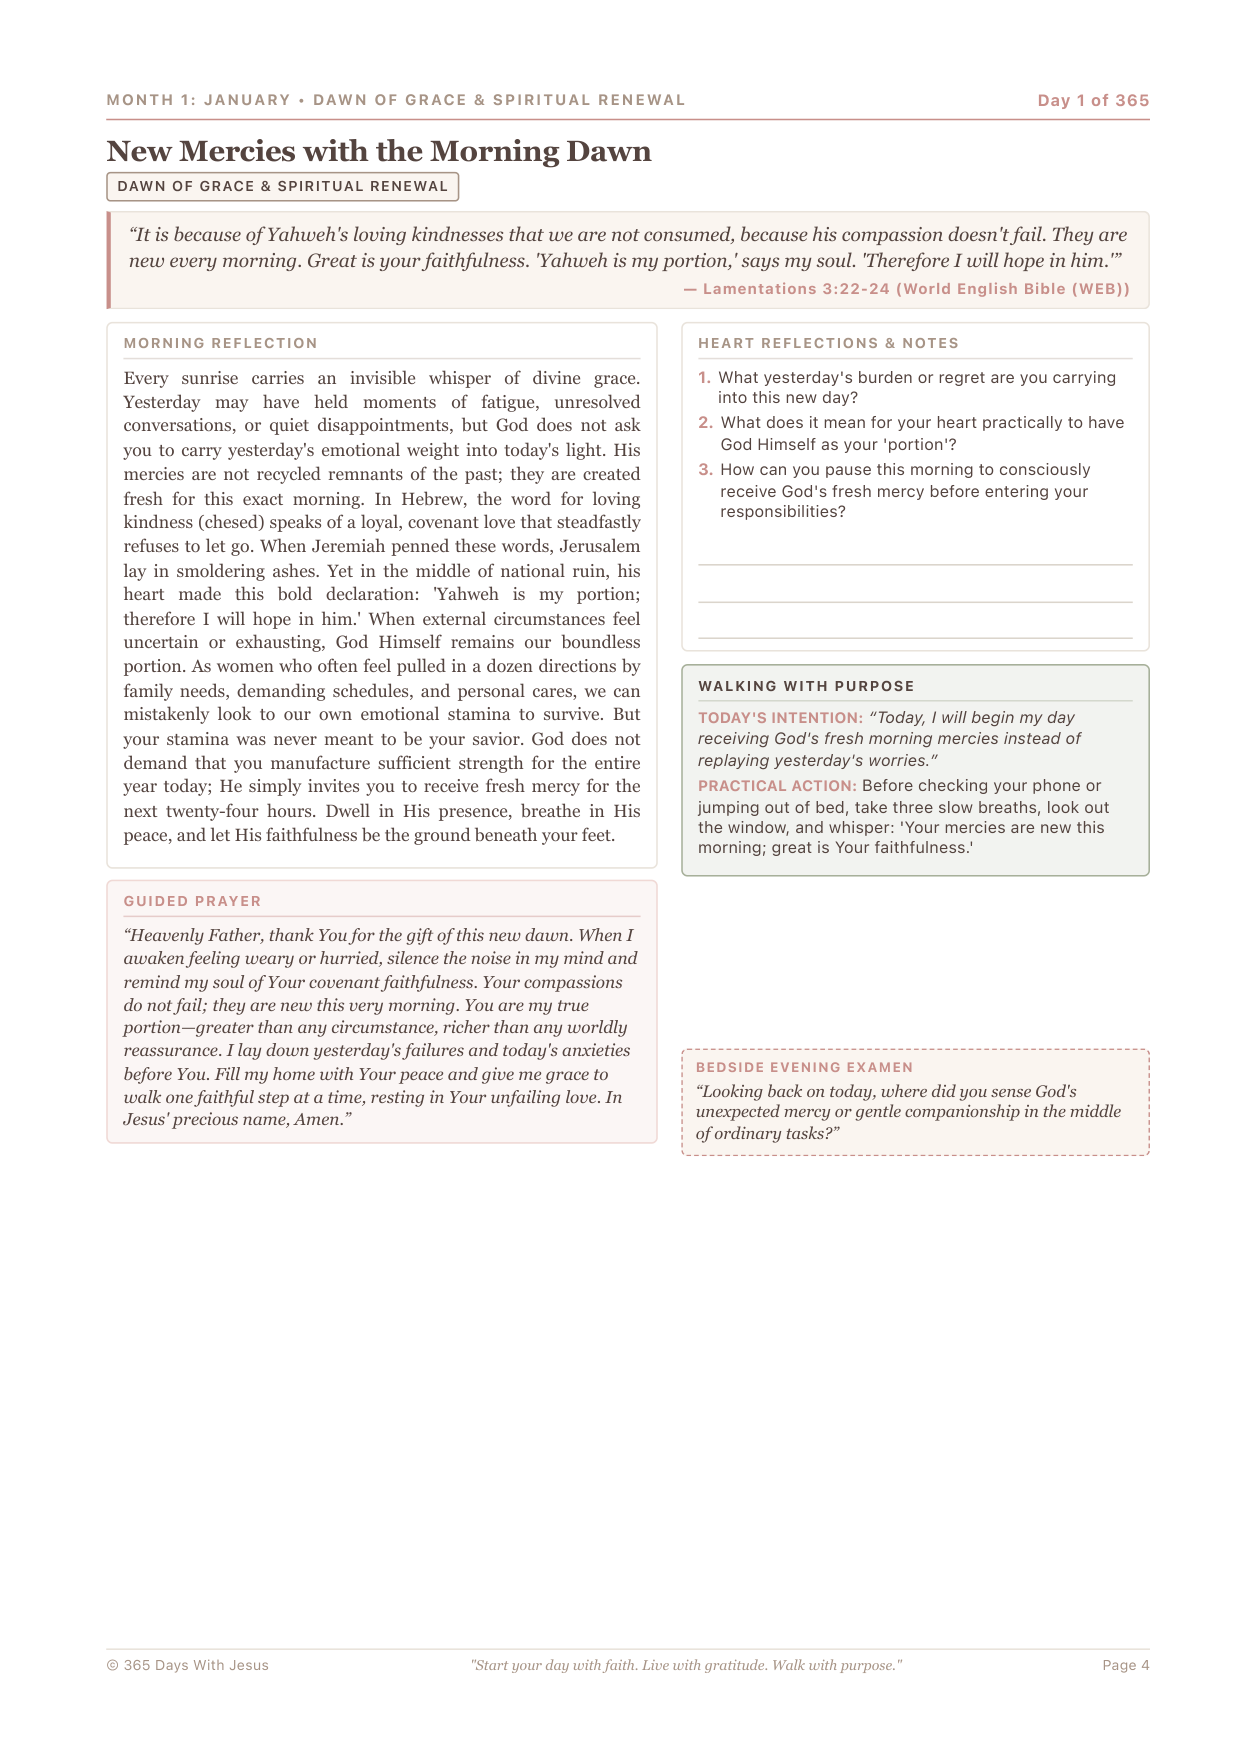 MONTH 1: JANUARY • DAWN OF GRACE & SPIRITUAL RENEWAL
Day 1 of 365
New Mercies with the Morning Dawn
DAWN OF GRACE & SPIRITUAL RENEWAL
“It is because of Yahweh's loving kindnesses that we are not consumed, because his compassion doesn't fail. They are
new every morning. Great is your faithfulness. 'Yahweh is my portion,' says my soul. 'Therefore I will hope in him.'”
— Lamentations 3:22-24 (World English Bible (WEB))
MORNING REFLECTION
Every sunrise carries an invisible whisper of divine grace.
Yesterday may have held moments of fatigue, unresolved
conversations, or quiet disappointments, but God does not ask
you to carry yesterday's emotional weight into today's light. His
mercies are not recycled remnants of the past; they are created
fresh for this exact morning. In Hebrew, the word for loving
kindness (chesed) speaks of a loyal, covenant love that steadfastly
refuses to let go. When Jeremiah penned these words, Jerusalem
lay in smoldering ashes. Yet in the middle of national ruin, his
heart made this bold declaration: 'Yahweh is my portion;
therefore I will hope in him.' When external circumstances feel
uncertain or exhausting, God Himself remains our boundless
portion. As women who often feel pulled in a dozen directions by
family needs, demanding schedules, and personal cares, we can
mistakenly look to our own emotional stamina to survive. But
your stamina was never meant to be your savior. God does not
demand that you manufacture sufficient strength for the entire
year today; He simply invites you to receive fresh mercy for the
next twenty-four hours. Dwell in His presence, breathe in His
peace, and let His faithfulness be the ground beneath your feet.
GUIDED PRAYER
“Heavenly Father, thank You for the gift of this new dawn. When I
awaken feeling weary or hurried, silence the noise in my mind and
remind my soul of Your covenant faithfulness. Your compassions
do not fail; they are new this very morning. You are my true
portion—greater than any circumstance, richer than any worldly
reassurance. I lay down yesterday's failures and today's anxieties
before You. Fill my home with Your peace and give me grace to
walk one faithful step at a time, resting in Your unfailing love. In
Jesus' precious name, Amen.”
HEART REFLECTIONS & NOTES
1. What yesterday's burden or regret are you carrying
into this new day?
2. What does it mean for your heart practically to have
God Himself as your 'portion'?
3. How can you pause this morning to consciously
receive God's fresh mercy before entering your
responsibilities?
WALKING WITH PURPOSE
TODAY'S INTENTION: “Today, I will begin my day
receiving God's fresh morning mercies instead of
replaying yesterday's worries.”
PRACTICAL ACTION: Before checking your phone or
jumping out of bed, take three slow breaths, look out
the window, and whisper: 'Your mercies are new this
morning; great is Your faithfulness.'
BEDSIDE EVENING EXAMEN
“Looking back on today, where did you sense God's
unexpected mercy or gentle companionship in the middle
of ordinary tasks?”
© 365 Days With Jesus
"Start your day with faith. Live with gratitude. Walk with purpose."
Page 4